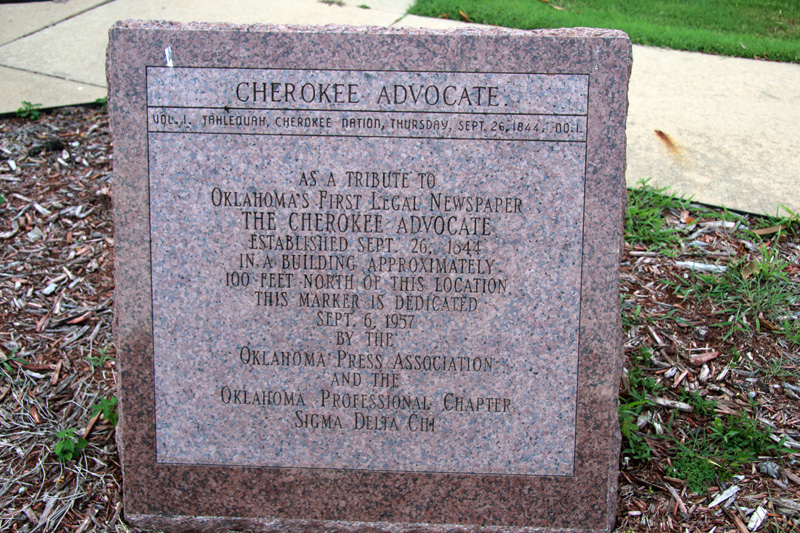 CHEROKEE ADVOCATE.
VOL. 1. TAHLEQUAH, CHEROKEE NATION, THURSDAY, SEPT. 26, 1844. NO. 1.
AS A TRIBUTE TO
OKLAHOMA'S FIRST LEGAL NEWSPAPER
THE CHEROKEE ADVOCATE
ESTABLISHED SEPT. 26, 1844
IN A BUILDING APPROXIMATELY
100 FEET NORTH OF THIS LOCATION
THIS MARKER IS DEDICATED
SEPT. 6, 1957
BY THE
OKLAHOMA PRESS ASSOCIATION
AND THE
OKLAHOMA PROFESSIONAL CHAPTER
SIGMA DELTA CHI